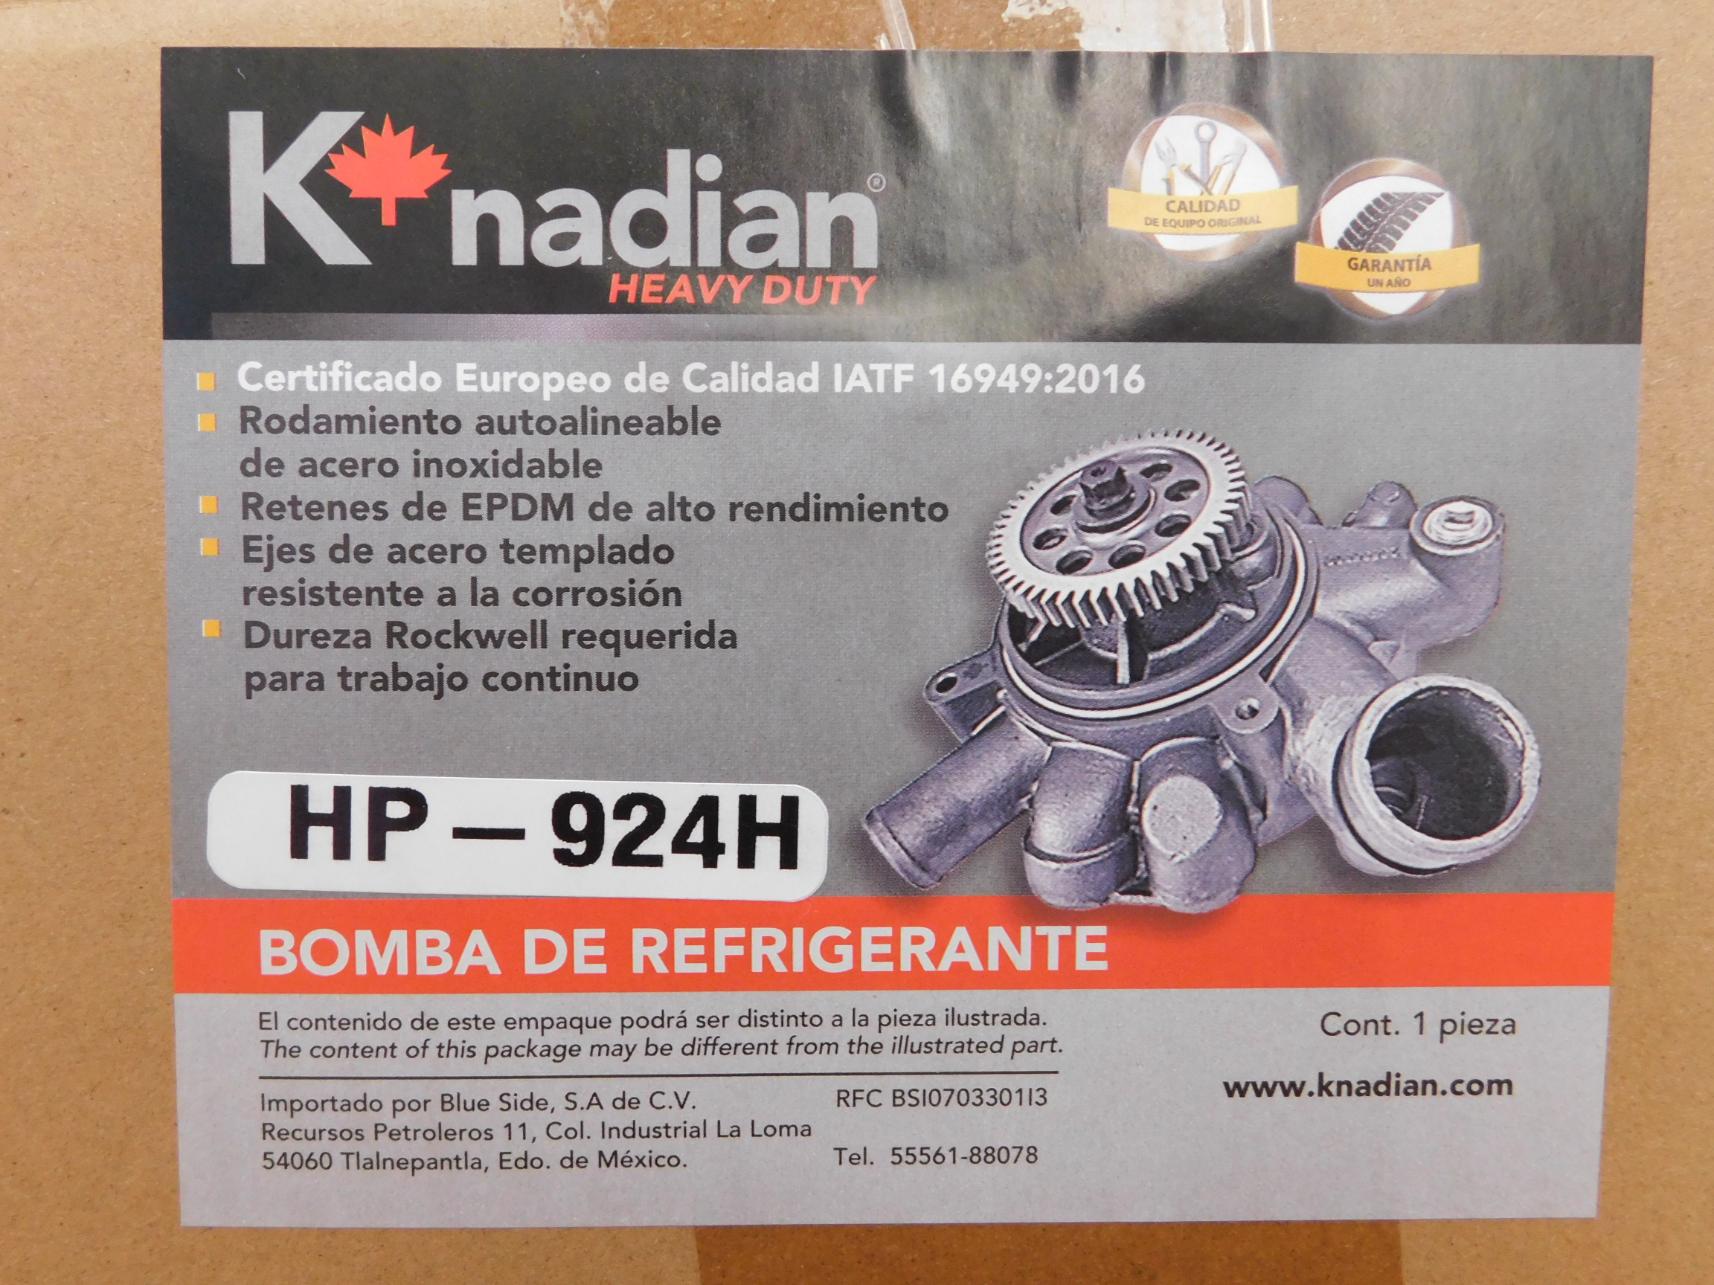 K nadian®
HEAVY DUTY
CALIDAD
DE EQUIPO ORIGINAL
GARANTÍA
UN AÑO
Certificado Europeo de Calidad IATF 16949:2016
Rodamiento autoalineable
de acero inoxidable
Retenes de EPDM de alto rendimiento
Ejes de acero templado
resistente a la corrosión
Dureza Rockwell requerida
para trabajo continuo
HP – 924H
BOMBA DE REFRIGERANTE
El contenido de este empaque podrá ser distinto a la pieza ilustrada.
The content of this package may be different from the illustrated part.
Cont. 1 pieza
www.knadian.com
Importado por Blue Side, S.A de C.V.
RFC BSI0703301I3
Recursos Petroleros 11, Col. Industrial La Loma
54060 Tlalnepantla, Edo. de México.
Tel. 55561-88078